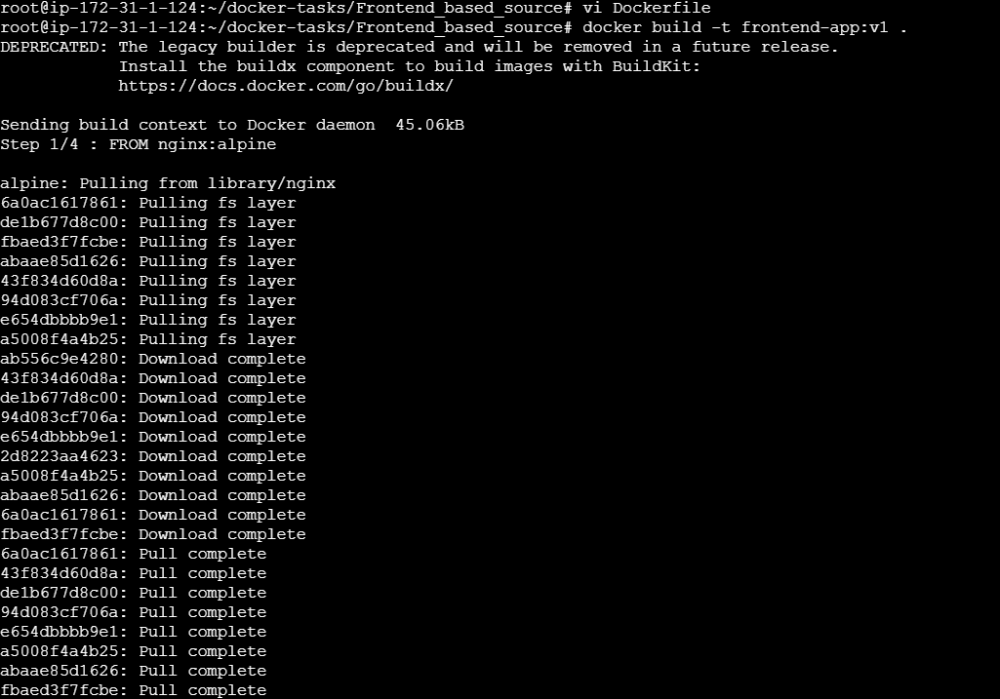 root@ip-172-31-1-124:~/docker-tasks/Frontend_based_source# vi Dockerfile
root@ip-172-31-1-124:~/docker-tasks/Frontend_based_source# docker build -t frontend-app:v1 .
DEPRECATED: The legacy builder is deprecated and will be removed in a future release.
            Install the buildx component to build images with BuildKit:
            https://docs.docker.com/go/buildx/

Sending build context to Docker daemon  45.06kB
Step 1/4 : FROM nginx:alpine

alpine: Pulling from library/nginx
6a0ac1617861: Pulling fs layer
de1b677d8c00: Pulling fs layer
fbaed3f7fcbe: Pulling fs layer
abaae85d1626: Pulling fs layer
43f834d60d8a: Pulling fs layer
94d083cf706a: Pulling fs layer
e654dbbbb9e1: Pulling fs layer
a5008f4a4b25: Pulling fs layer
ab556c9e4280: Download complete
43f834d60d8a: Download complete
de1b677d8c00: Download complete
94d083cf706a: Download complete
e654dbbbb9e1: Download complete
2d8223aa4623: Download complete
a5008f4a4b25: Download complete
abaae85d1626: Download complete
6a0ac1617861: Download complete
fbaed3f7fcbe: Download complete
6a0ac1617861: Pull complete
43f834d60d8a: Pull complete
de1b677d8c00: Pull complete
94d083cf706a: Pull complete
e654dbbbb9e1: Pull complete
a5008f4a4b25: Pull complete
abaae85d1626: Pull complete
fbaed3f7fcbe: Pull complete